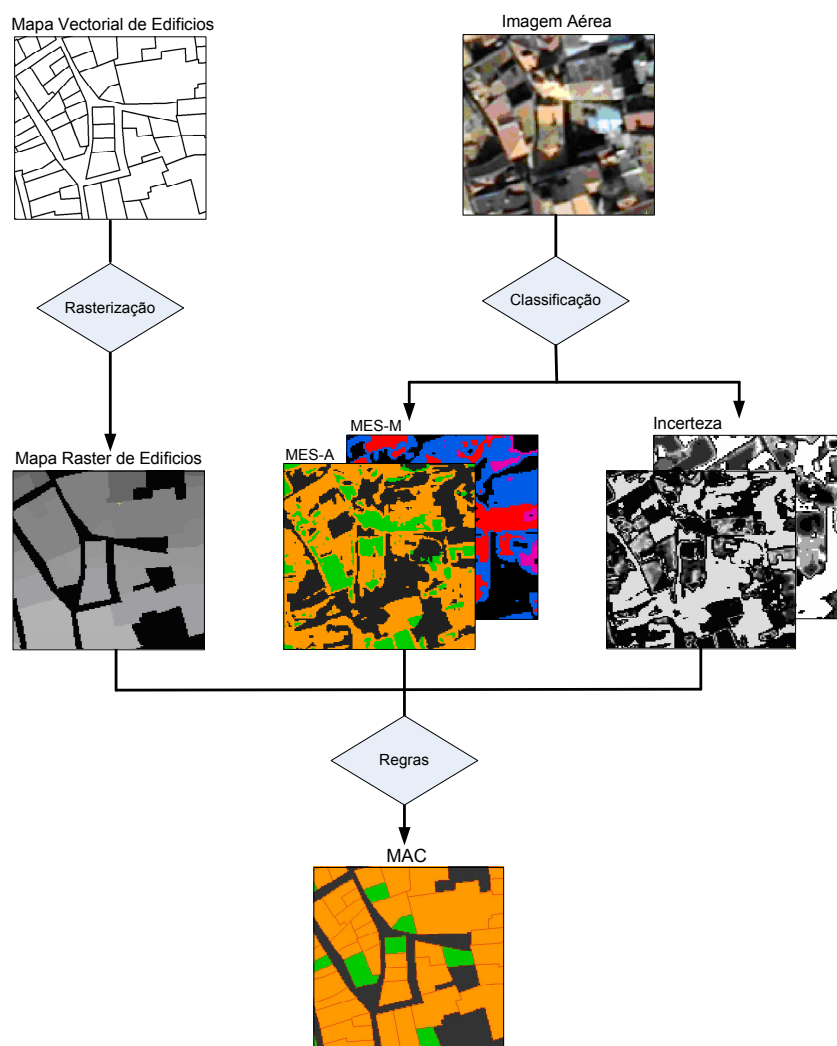 Mapa Vectorial de Edificios
Imagem Aérea
Rasterização
Classificação
MES-M
Incerteza
MES-A
Mapa Raster de Edificios
Regras
MAC